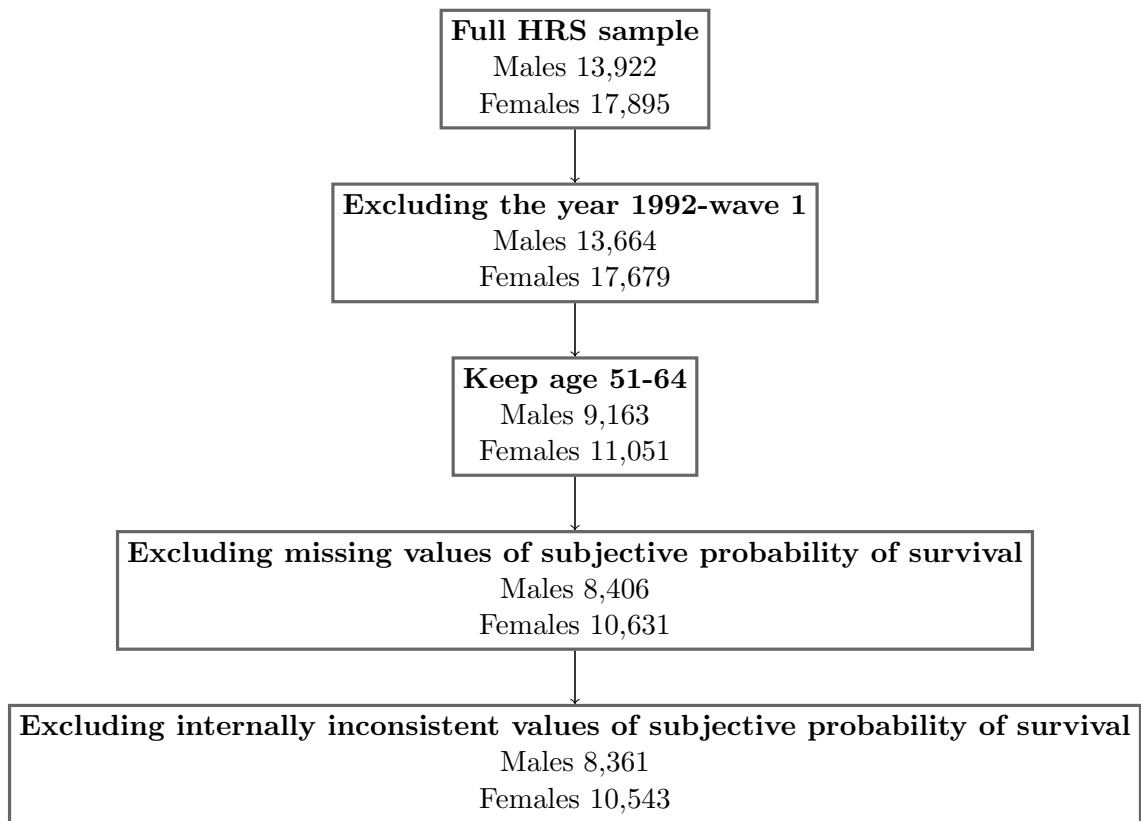 Full HRS sample
Males 13,922
Females 17,895
Excluding the year 1992-wave 1
Males 13,664
Females 17,679
Keep age 51-64
Males 9,163
Females 11,051
Excluding missing values of subjective probability of survival
Males 8,406
Females 10,631
Excluding internally inconsistent values of subjective probability of survival
Males 8,361
Females 10,543